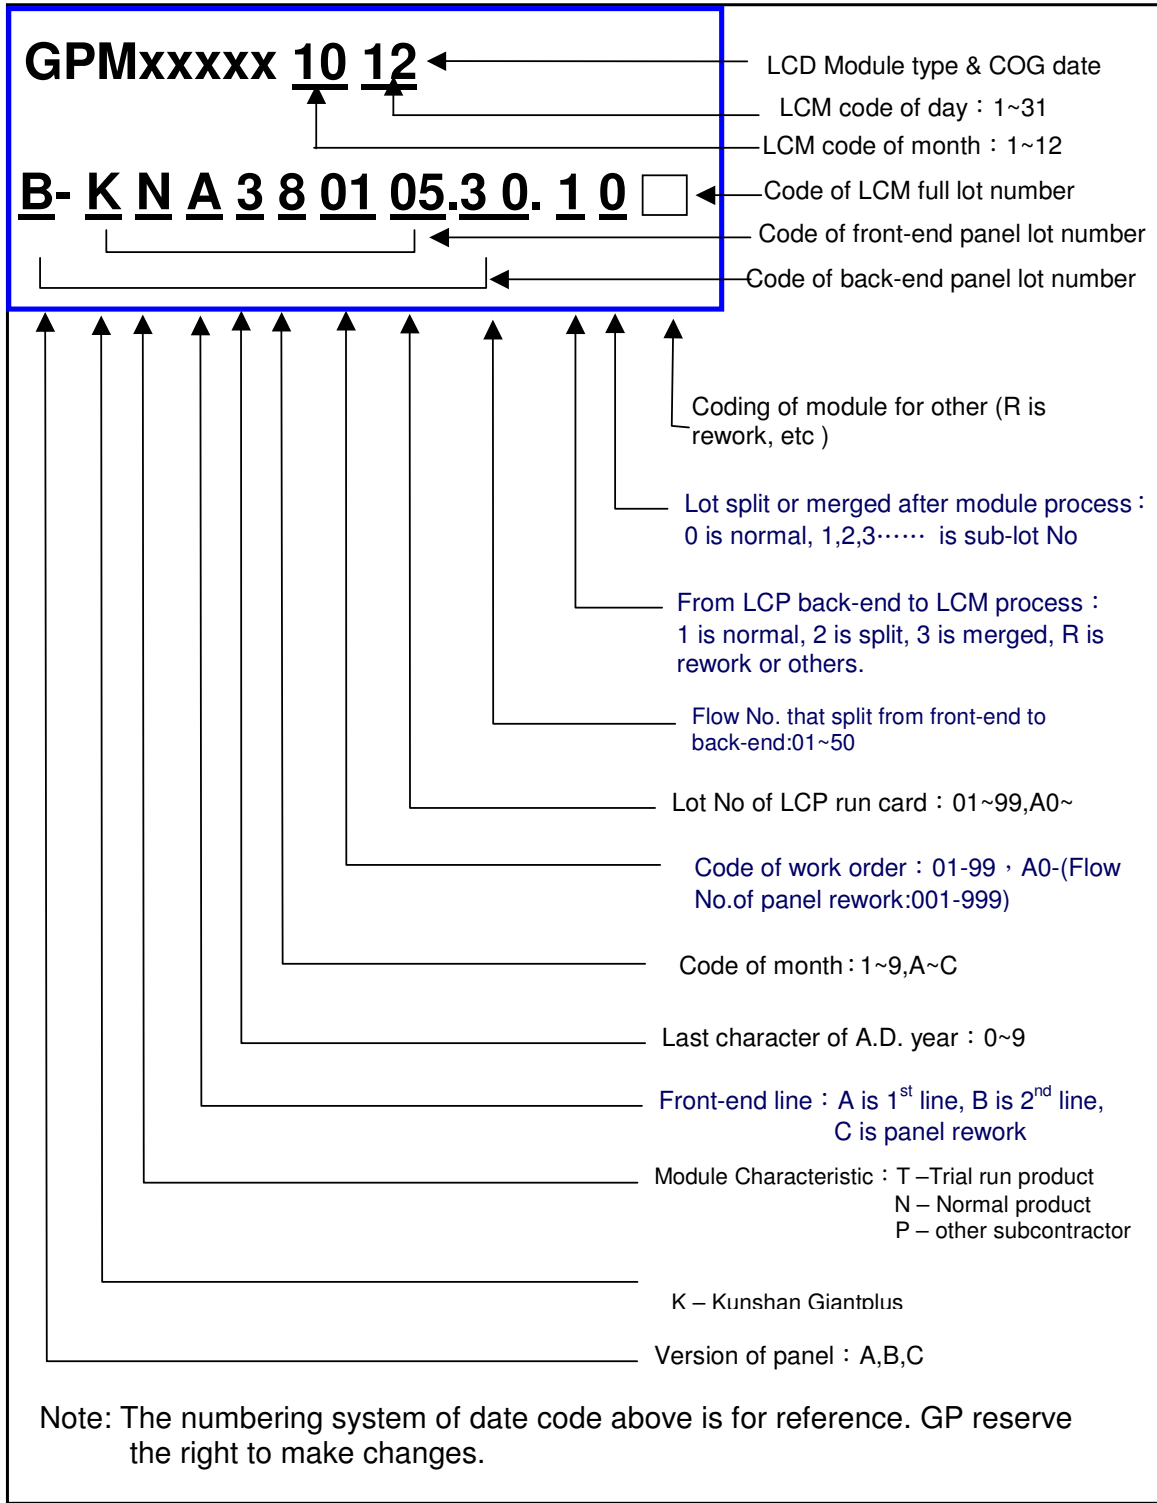 GPMxxxxx 10 12
LCD Module type & COG date
LCM code of day：1~31
LCM code of month：1~12
B- K N A 3 8 01 05.3 0. 1 0
Code of LCM full lot number
Code of front-end panel lot number
Code of back-end panel lot number
Coding of module for other (R is
rework, etc )
Lot split or merged after module process：
0 is normal, 1,2,3…… is sub-lot No
From LCP back-end to LCM process：
1 is normal, 2 is split, 3 is merged, R is
rework or others.
Flow No. that split from front-end to
back-end:01~50
Lot No of LCP run card：01~99,A0~
Code of work order：01-99，A0-(Flow
No.of panel rework:001-999)
Code of month：1~9,A~C
Last character of A.D. year：0~9
Front-end line：A is 1st line, B is 2nd line,
C is panel rework
Module Characteristic：T –Trial run product
N – Normal product
P – other subcontractor
K – Kunshan Giantplus
Version of panel：A,B,C
Note: The numbering system of date code above is for reference. GP reserve
the right to make changes.